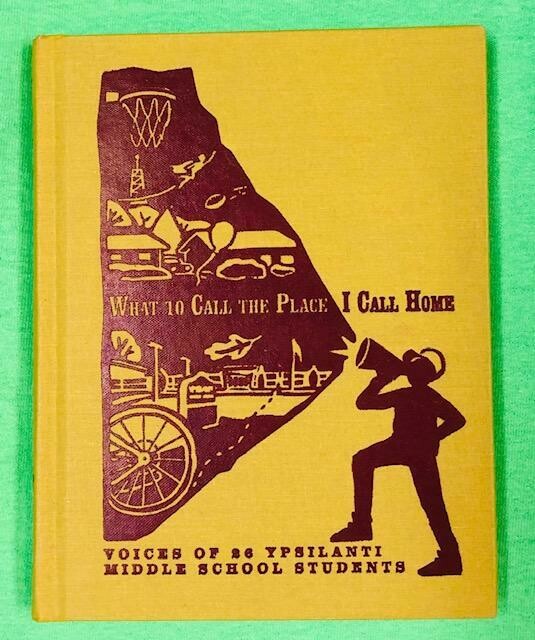 WHAT TO CALL THE PLACE I CALL HOME
VOICES OF 26 YPSILANTI
MIDDLE SCHOOL STUDENTS